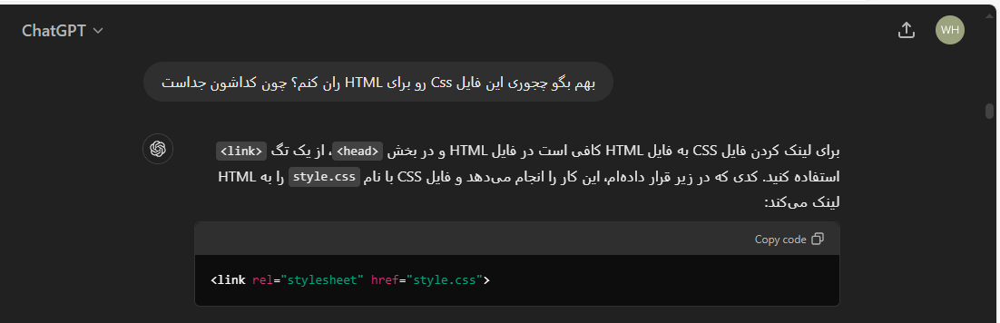 ChatGPT
WH
بهم بگو چجوری این فایل Css رو برای HTML ران کنم؟ چون کداشون جداست
برای لینک کردن فایل CSS به فایل HTML کافی است در فایل HTML و در بخش <head>، از یک تگ <link>
استفاده کنید. کدی که در زیر قرار داده‌ام، این کار را انجام می‌دهد و فایل CSS با نام style.css را به HTML
لینک می‌کند:
Copy code
<link rel="stylesheet" href="style.css">